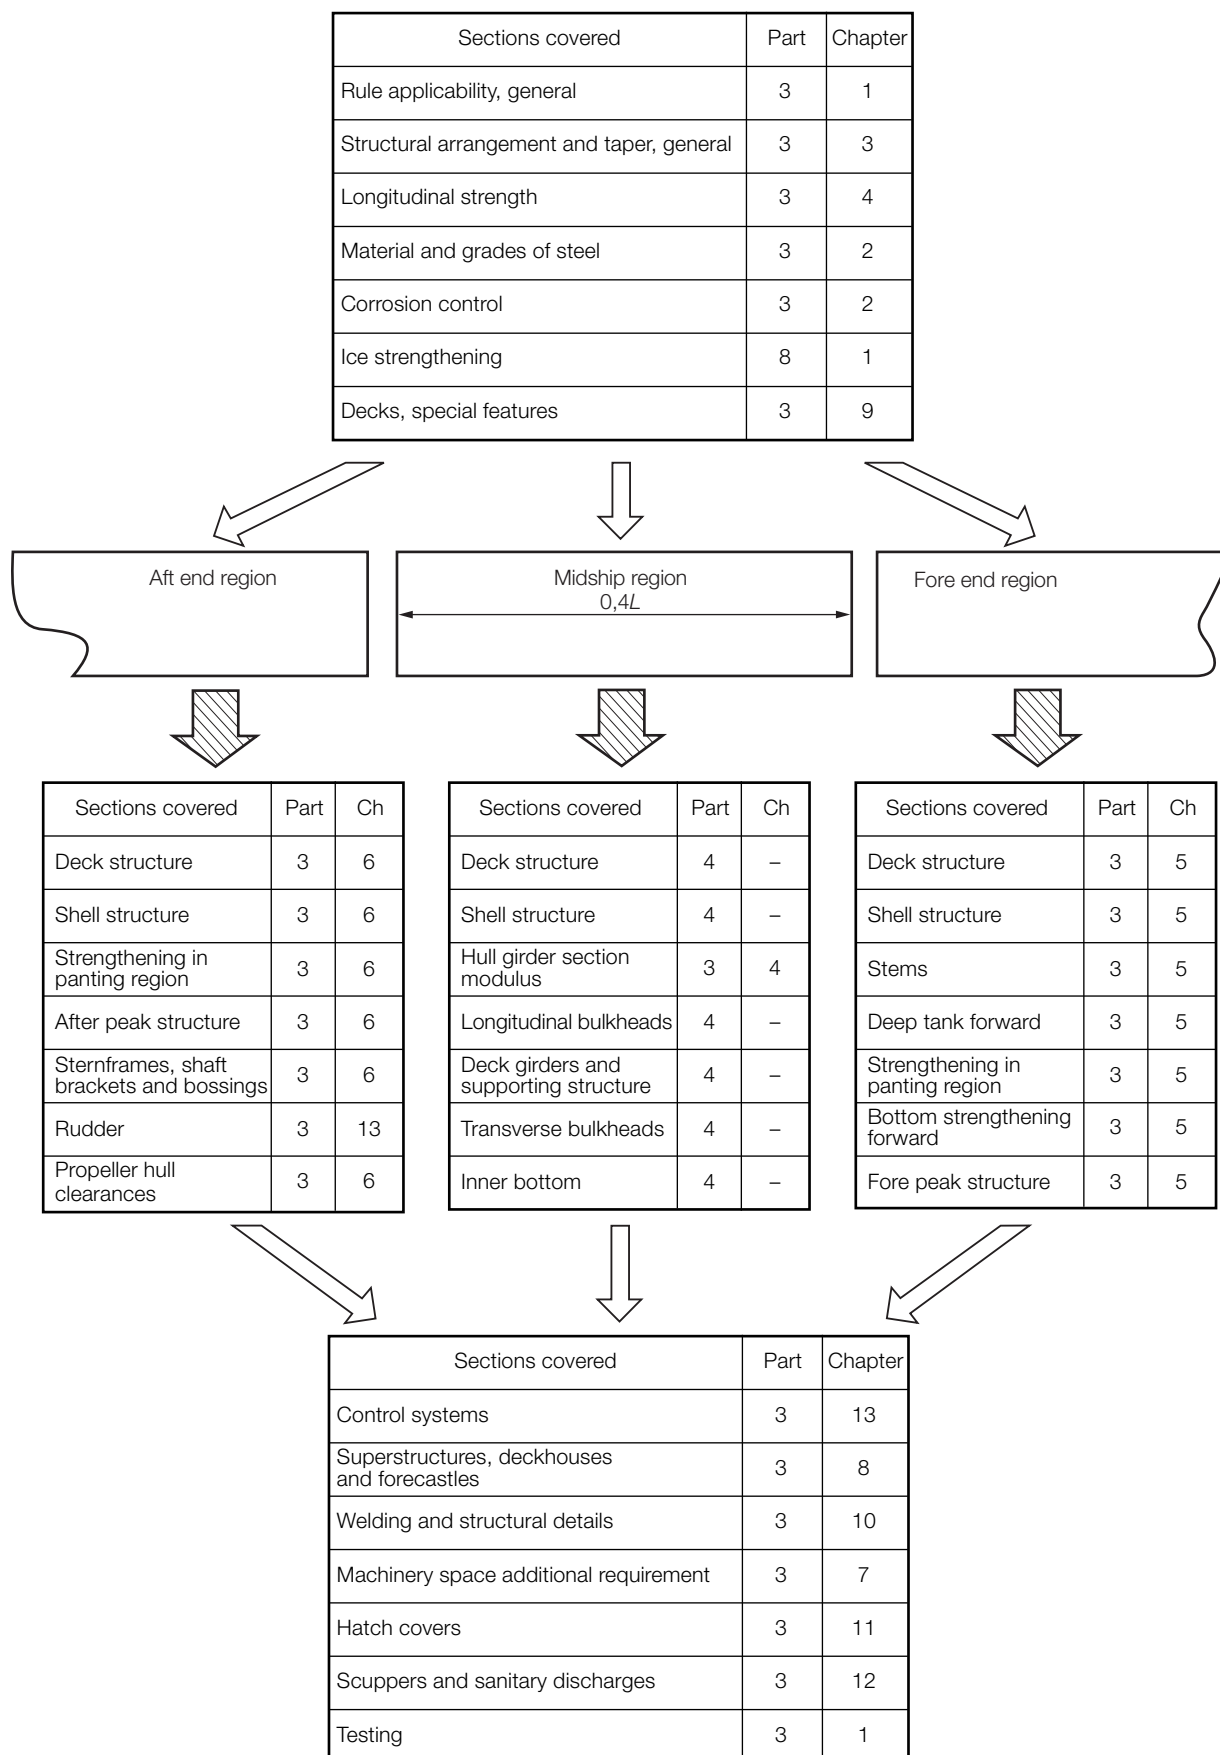 Sections covered Part Chapter
Rule applicability, general 3 1
Structural arrangement and taper, general 3 3
Longitudinal strength 3 4
Material and grades of steel 3 2
Corrosion control 3 2
Ice strengthening 8 1
Decks, special features 3 9
Aft end region
Midship region
0,4L
Fore end region
Sections covered Part Ch
Deck structure 3 6
Shell structure 3 6
Strengthening in
panting region 3 6
After peak structure 3 6
Sternframes, shaft
brackets and bossings 3 6
Rudder 3 13
Propeller hull
clearances 3 6
Sections covered Part Ch
Deck structure 4 –
Shell structure 4 –
Hull girder section
modulus 3 4
Longitudinal bulkheads 4 –
Deck girders and
supporting structure 4 –
Transverse bulkheads 4 –
Inner bottom 4 –
Sections covered Part Ch
Deck structure 3 5
Shell structure 3 5
Stems 3 5
Deep tank forward 3 5
Strengthening in
panting region 3 5
Bottom strengthening
forward 3 5
Fore peak structure 3 5
Sections covered Part Chapter
Control systems 3 13
Superstructures, deckhouses
and forecastles 3 8
Welding and structural details 3 10
Machinery space additional requirement 3 7
Hatch covers 3 11
Scuppers and sanitary discharges 3 12
Testing 3 1